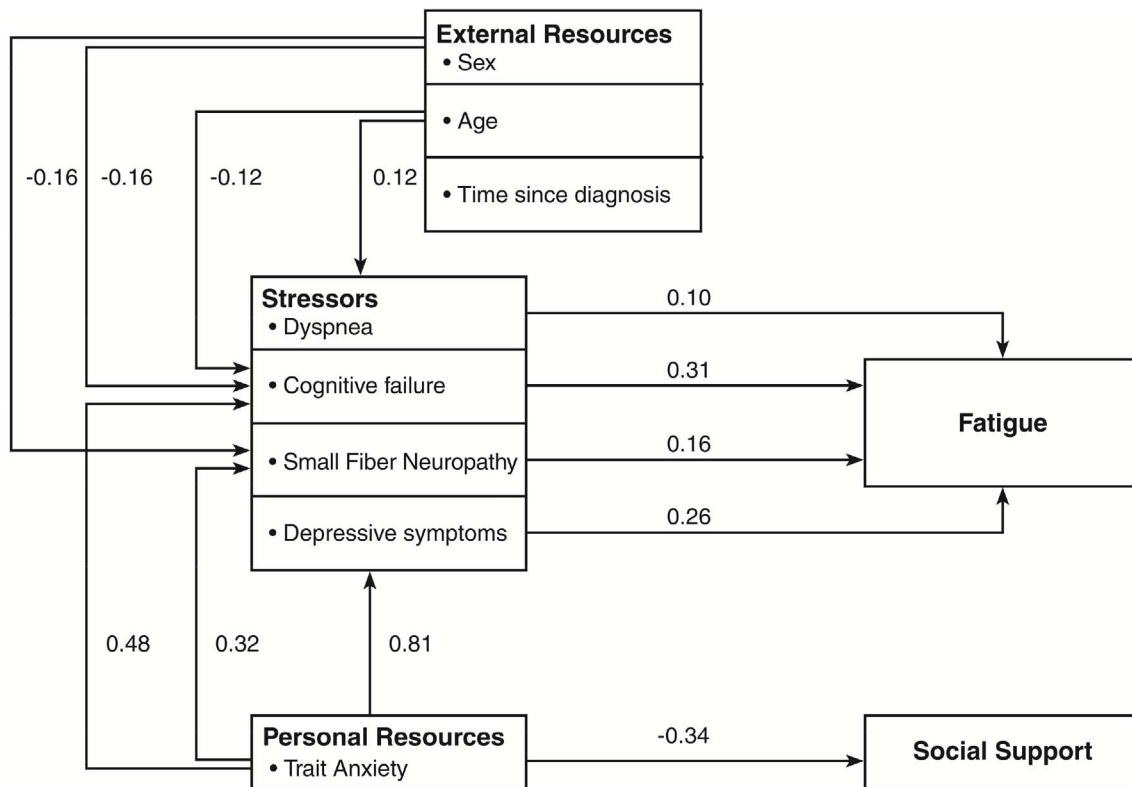 External Resources
• Sex
• Age
• Time since diagnosis
-0.16
-0.16
-0.12
0.12
Stressors
• Dyspnea
• Cognitive failure
• Small Fiber Neuropathy
• Depressive symptoms
0.10
0.31
0.16
0.26
Fatigue
0.48
0.32
0.81
Personal Resources
• Trait Anxiety
-0.34
Social Support